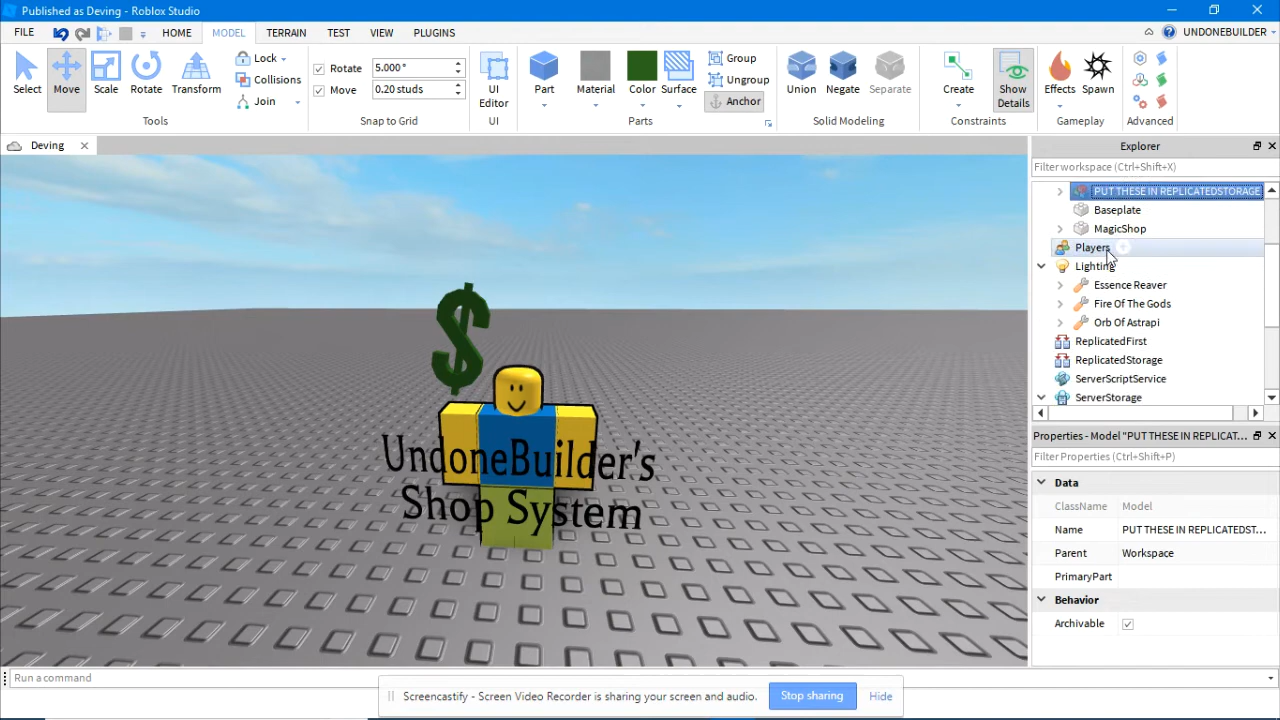 Published as Deving - Roblox Studio
FILE HOME MODEL TERRAIN TEST VIEW PLUGINS UNDONEBUILDER
Select Move Scale Rotate Transform
Lock
Collisions
Join
Tools
Rotate 5.000 °
Move 0.20 studs
Snap to Grid
UI
Editor
UI
Part Material Color Surface
Group
Ungroup
Anchor
Parts
Union Negate Separate
Solid Modeling
Create Show
Details
Constraints
Effects Spawn
Gameplay
Advanced
Deving
Explorer
Filter workspace (Ctrl+Shift+X)
PUT THESE IN REPLICATEDSTORAGE
Baseplate
MagicShop
Players
Lighting
Essence Reaver
Fire Of The Gods
Orb Of Astrapi
ReplicatedFirst
ReplicatedStorage
ServerScriptService
ServerStorage
$
UndoneBuilder's
Shop System
Properties - Model "PUT THESE IN REPLICAT...
Filter Properties (Ctrl+Shift+P)
Data
ClassName Model
Name PUT THESE IN REPLICATEDST...
Parent Workspace
PrimaryPart
Behavior
Archivable
Run a command
Screencastify - Screen Video Recorder is sharing your screen and audio. Stop sharing Hide